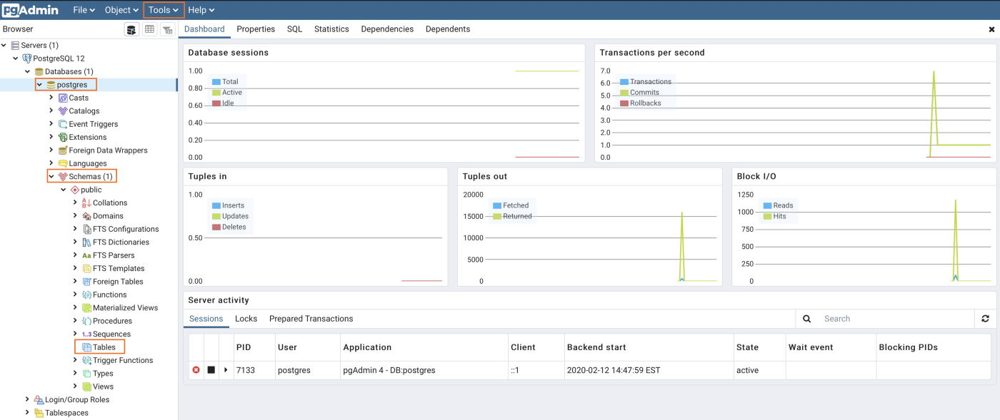 pgAdmin File Object Tools Help
Browser
Dashboard Properties SQL Statistics Dependencies Dependents
Servers (1)
PostgreSQL 12
Databases (1)
postgres
Casts
Catalogs
Event Triggers
Extensions
Foreign Data Wrappers
Languages
Schemas (1)
public
Collations
Domains
FTS Configurations
FTS Dictionaries
Aa FTS Parsers
FTS Templates
Foreign Tables
Functions
Materialized Views
Procedures
1..3 Sequences
Tables
Trigger Functions
Types
Views
Login/Group Roles
Tablespaces
Database sessions
1.00
0.80
0.60
0.40
0.20
0.00
Total
Active
Idle
Transactions per second
7.0
6.0
5.0
4.0
3.0
2.0
1.0
0.0
Transactions
Commits
Rollbacks
Tuples in
1.00
0.50
0.00
Inserts
Updates
Deletes
Tuples out
20000
15000
10000
5000
0
Fetched
Returned
Block I/O
1250
1000
750
500
250
0
Reads
Hits
Server activity
Sessions Locks Prepared Transactions
Search
PID User Application Client Backend start State Wait event Blocking PIDs
7133 postgres pgAdmin 4 - DB:postgres ::1 2020-02-12 14:47:59 EST active